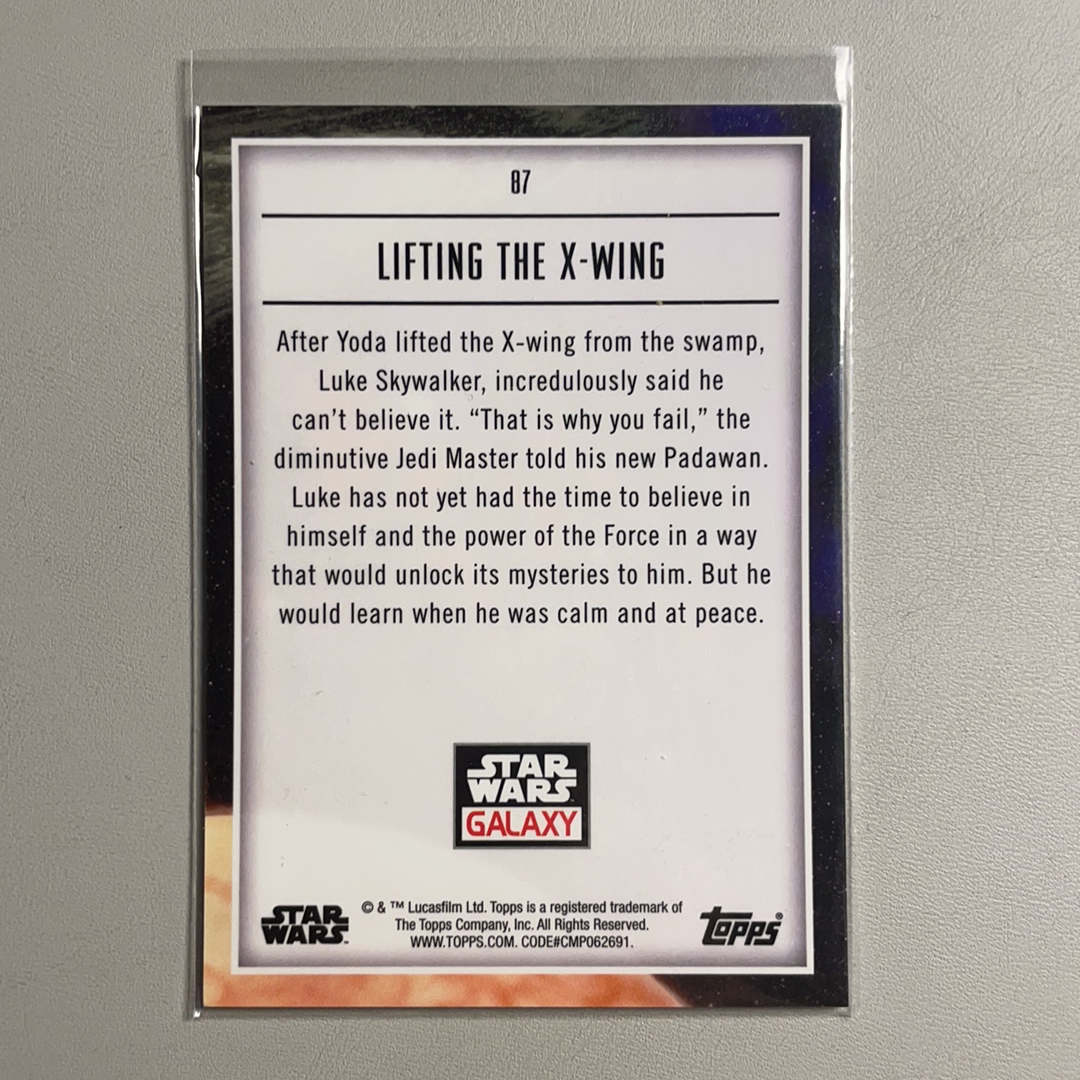 87
LIFTING THE X-WING
After Yoda lifted the X-wing from the swamp,
Luke Skywalker, incredulously said he
can’t believe it. “That is why you fail,” the
diminutive Jedi Master told his new Padawan.
Luke has not yet had the time to believe in
himself and the power of the Force in a way
that would unlock its mysteries to him. But he
would learn when he was calm and at peace.
STAR
WARS
GALAXY
STAR
WARS
© & ™ Lucasfilm Ltd. Topps is a registered trademark of
The Topps Company, Inc. All Rights Reserved.
WWW.TOPPS.COM. CODE#CMP062691.
topps®